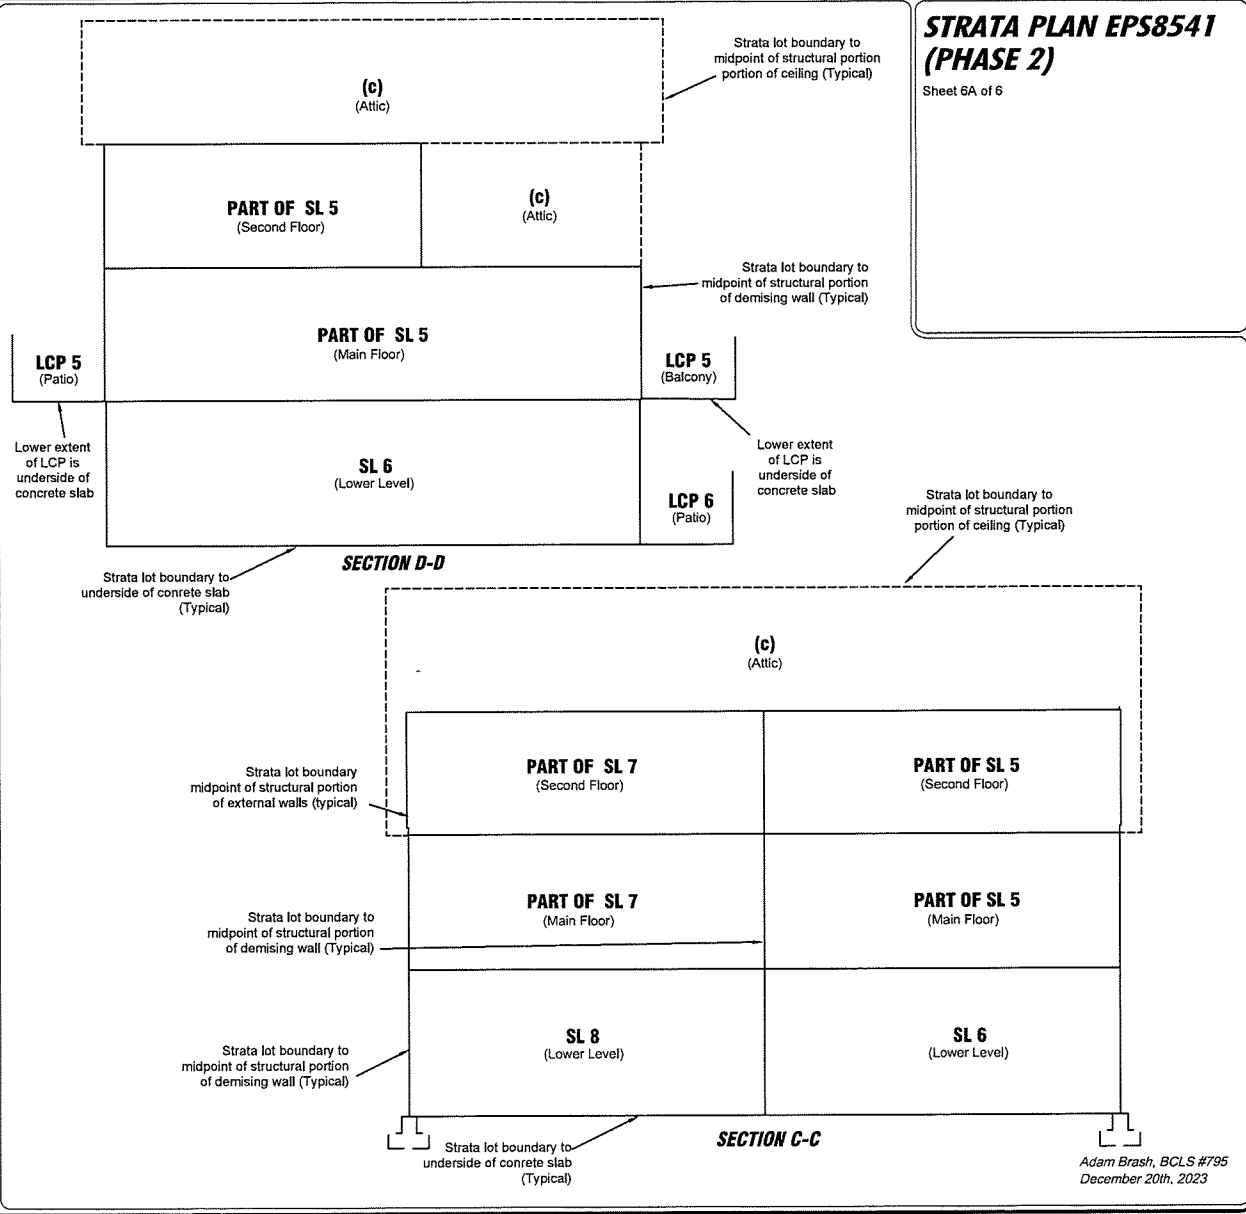 STRATA PLAN EPS8541
(PHASE 2)
Sheet 6A of 6
Strata lot boundary to
midpoint of structural portion
portion of ceiling (Typical)
(c)
(Attic)
PART OF SL 5
(Second Floor)
(c)
(Attic)
Strata lot boundary to
midpoint of structural portion
of demising wall (Typical)
PART OF SL 5
(Main Floor)
LCP 5
(Patio)
LCP 5
(Balcony)
Lower extent
of LCP is
underside of
concrete slab
Lower extent
of LCP is
underside of
concrete slab
SL 6
(Lower Level)
LCP 6
(Patio)
SECTION D-D
Strata lot boundary to
underside of conrete slab
(Typical)
Strata lot boundary to
midpoint of structural portion
portion of ceiling (Typical)
(c)
(Attic)
PART OF SL 7
(Second Floor)
PART OF SL 5
(Second Floor)
Strata lot boundary
midpoint of structural portion
of external walls (typical)
PART OF SL 7
(Main Floor)
PART OF SL 5
(Main Floor)
Strata lot boundary to
midpoint of structural portion
of demising wall (Typical)
SL 8
(Lower Level)
SL 6
(Lower Level)
Strata lot boundary to
midpoint of structural portion
of demising wall (Typical)
SECTION C-C
Strata lot boundary to
underside of conrete slab
(Typical)
Adam Brash, BCLS #795
December 20th, 2023